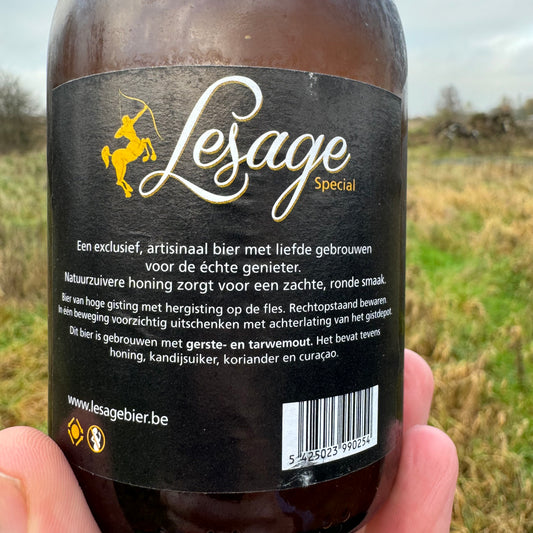 Lesage
Special
Een exclusief, artisinaal bier met liefde gebrouwen
voor de échte genieter.
Natuurzuivere honing zorgt voor een zachte, ronde smaak.
Bier van hoge gisting met hergisting op de fles. Rechtopstaand bewaren.
In één beweging voorzichtig uitschenken met achterlating van het gistdepot.
Dit bier is gebrouwen met gerste- en tarwemout. Het bevat tevens
honing, kandijsuiker, koriander en curaçao.
www.lesagebier.be
5 425023 990254